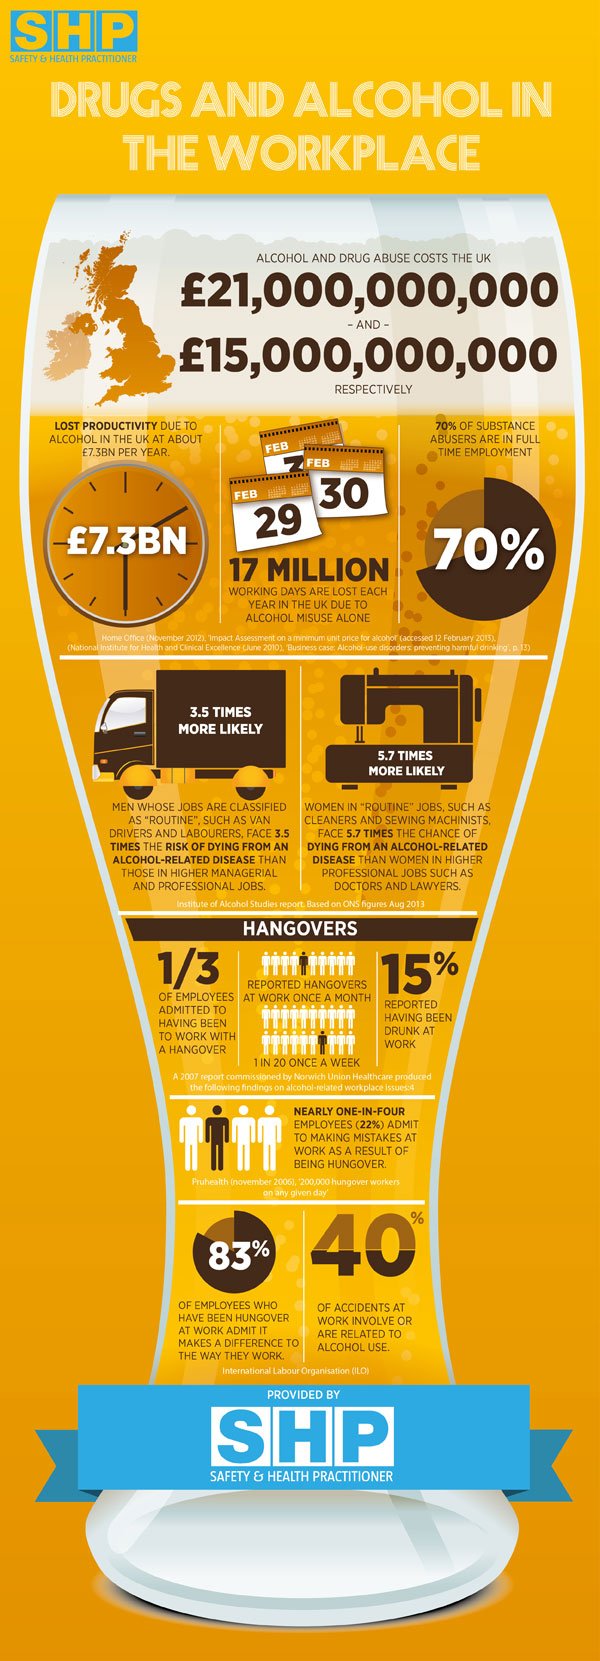 SHP
SAFETY & HEALTH PRACTITIONER
DRUGS AND ALCOHOL IN
THE WORKPLACE
ALCOHOL AND DRUG ABUSE COSTS THE UK
£21,000,000,000
- AND -
£15,000,000,000
RESPECTIVELY
LOST PRODUCTIVITY DUE TO
ALCOHOL IN THE UK AT ABOUT
£7.3BN PER YEAR.
£7.3BN
FEB
FEB
30
FEB
29
17 MILLION
WORKING DAYS ARE LOST EACH
YEAR IN THE UK DUE TO
ALCOHOL MISUSE ALONE
70% OF SUBSTANCE
ABUSERS ARE IN FULL
TIME EMPLOYMENT
70%
Home Office (November 2012), 'Impact Assessment on a minimum unit price for alcohol' (accessed 12 February 2013),
(National Institute for Health and Clinical Excellence (June 2010), 'Business case: Alcohol-use disorders: preventing harmful drinking', p. 13)
3.5 TIMES
MORE LIKELY
MEN WHOSE JOBS ARE CLASSIFIED
AS "ROUTINE", SUCH AS VAN
DRIVERS AND LABOURERS, FACE 3.5
TIMES THE RISK OF DYING FROM AN
ALCOHOL-RELATED DISEASE THAN
THOSE IN HIGHER MANAGERIAL
AND PROFESSIONAL JOBS.
5.7 TIMES
MORE LIKELY
WOMEN IN "ROUTINE" JOBS, SUCH AS
CLEANERS AND SEWING MACHINISTS,
FACE 5.7 TIMES THE CHANCE OF
DYING FROM AN ALCOHOL-RELATED
DISEASE THAN WOMEN IN HIGHER
PROFESSIONAL JOBS SUCH AS
DOCTORS AND LAWYERS.
Institute of Alcohol Studies report. Based on ONS figures Aug 2013
HANGOVERS
1/3
OF EMPLOYEES
ADMITTED TO
HAVING BEEN
TO WORK WITH
A HANGOVER
REPORTED HANGOVERS
AT WORK ONCE A MONTH
1 IN 20 ONCE A WEEK
15%
REPORTED
HAVING BEEN
DRUNK AT
WORK
A 2007 report commissioned by Norwich Union Healthcare produced
the following findings on alcohol-related workplace issues:4
NEARLY ONE-IN-FOUR
EMPLOYEES (22%) ADMIT
TO MAKING MISTAKES AT
WORK AS A RESULT OF
BEING HUNGOVER.
Pruhealth (november 2006), '200,000 hungover workers
on any given day'
83%
OF EMPLOYEES WHO
HAVE BEEN HUNGOVER
AT WORK ADMIT IT
MAKES A DIFFERENCE TO
THE WAY THEY WORK.
40%
OF ACCIDENTS AT
WORK INVOLVE OR
ARE RELATED TO
ALCOHOL USE.
International Labour Organisation (ILO)
PROVIDED BY
SHP
SAFETY & HEALTH PRACTITIONER